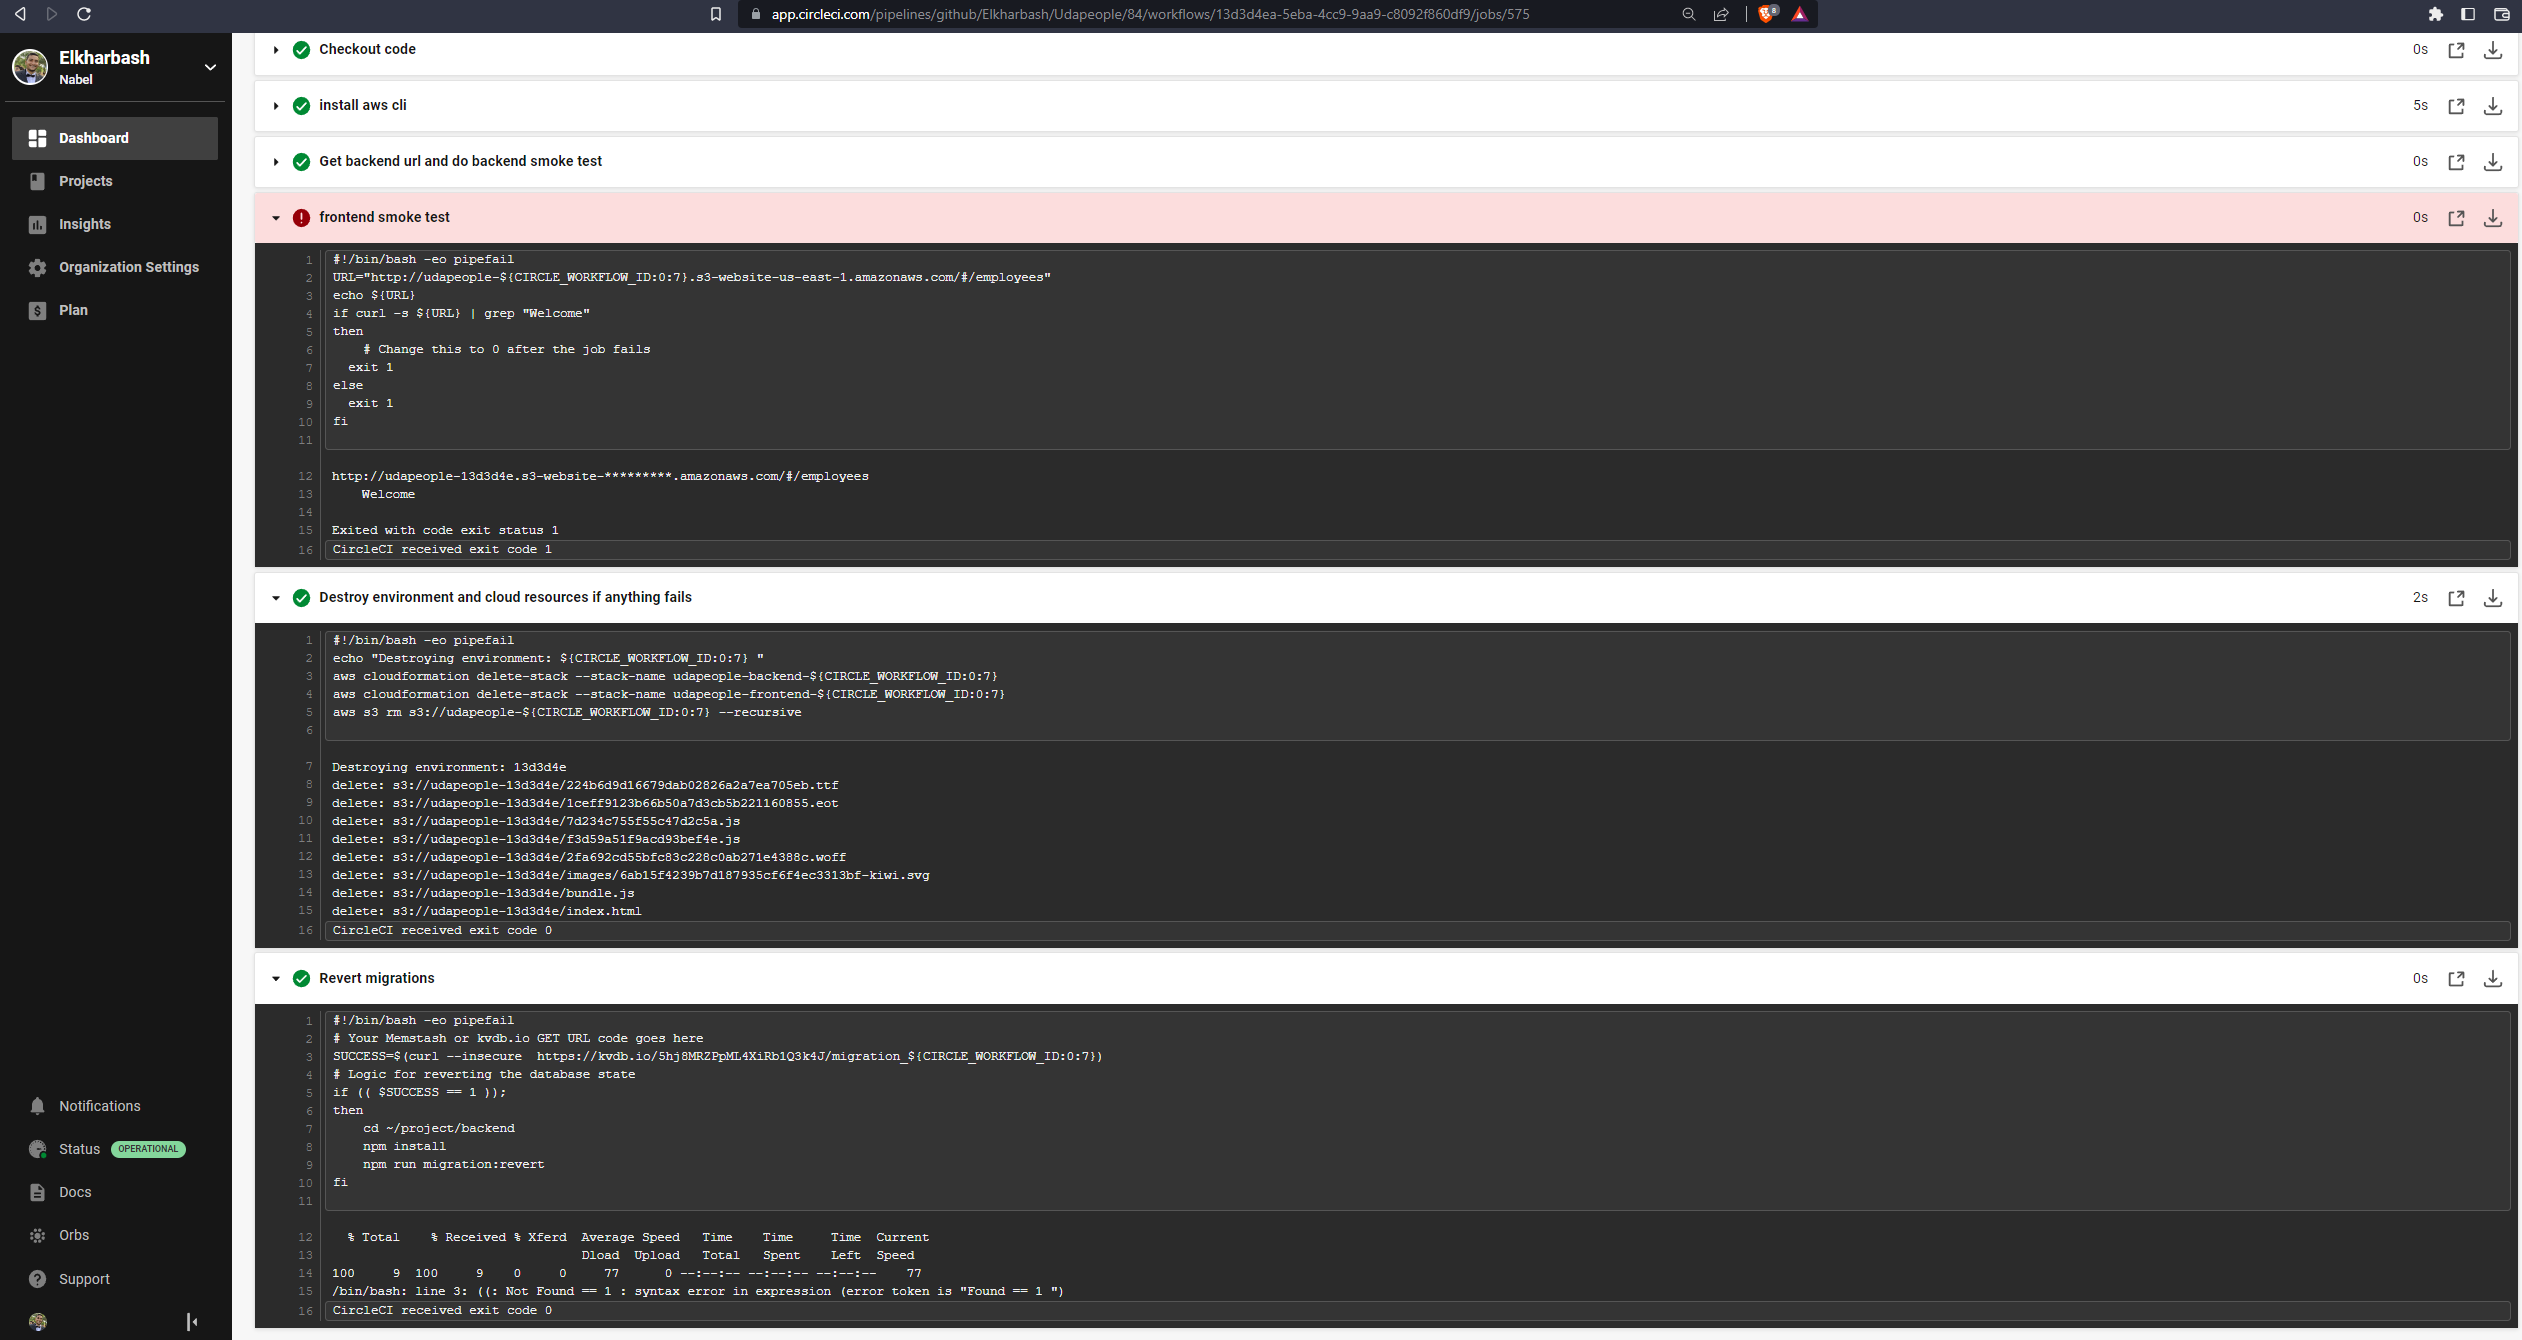 app.circleci.com/pipelines/github/Elkharbash/Udapeople/84/workflows/13d3d4ea-5eba-4cc9-9aa9-c8092f860df9/jobs/575
8
Elkharbash
Nabel
Dashboard
Projects
Insights
Organization Settings
Plan
Notifications
Status OPERATIONAL
Docs
Orbs
Support
Checkout code 0s
install aws cli 5s
Get backend url and do backend smoke test 0s
frontend smoke test 0s
1 #!/bin/bash -eo pipefail
2 URL="http://udapeople-${CIRCLE_WORKFLOW_ID:0:7}.s3-website-us-east-1.amazonaws.com/#/employees"
3 echo ${URL}
4 if curl -s ${URL} | grep "Welcome"
5 then
6     # Change this to 0 after the job fails
7   exit 1
8 else
9   exit 1
10 fi
11
12 http://udapeople-13d3d4e.s3-website-*********.amazonaws.com/#/employees
13     Welcome
14
15 Exited with code exit status 1
16 CircleCI received exit code 1
Destroy environment and cloud resources if anything fails 2s
1 #!/bin/bash -eo pipefail
2 echo "Destroying environment: ${CIRCLE_WORKFLOW_ID:0:7} "
3 aws cloudformation delete-stack --stack-name udapeople-backend-${CIRCLE_WORKFLOW_ID:0:7}
4 aws cloudformation delete-stack --stack-name udapeople-frontend-${CIRCLE_WORKFLOW_ID:0:7}
5 aws s3 rm s3://udapeople-${CIRCLE_WORKFLOW_ID:0:7} --recursive
6
7 Destroying environment: 13d3d4e
8 delete: s3://udapeople-13d3d4e/224b6d9d16679dab02826a2a7ea705eb.ttf
9 delete: s3://udapeople-13d3d4e/1ceff9123b66b50a7d3cb5b221160855.eot
10 delete: s3://udapeople-13d3d4e/7d234c755f55c47d2c5a.js
11 delete: s3://udapeople-13d3d4e/f3d59a51f9acd93bef4e.js
12 delete: s3://udapeople-13d3d4e/2fa692cd55bfc83c228c0ab271e4388c.woff
13 delete: s3://udapeople-13d3d4e/images/6ab15f4239b7d187935cf6f4ec3313bf-kiwi.svg
14 delete: s3://udapeople-13d3d4e/bundle.js
15 delete: s3://udapeople-13d3d4e/index.html
16 CircleCI received exit code 0
Revert migrations 0s
1 #!/bin/bash -eo pipefail
2 # Your Memstash or kvdb.io GET URL code goes here
3 SUCCESS=$(curl --insecure  https://kvdb.io/5hj8MRZPpML4XiRb1Q3k4J/migration_${CIRCLE_WORKFLOW_ID:0:7})
4 # Logic for reverting the database state
5 if (( $SUCCESS == 1 ));
6 then
7     cd ~/project/backend
8     npm install
9     npm run migration:revert
10 fi
11
12   % Total    % Received % Xferd  Average Speed   Time    Time     Time  Current
13                                  Dload  Upload   Total   Spent    Left  Speed
14 100     9  100     9    0     0     77      0 --:--:-- --:--:-- --:--:--    77
15 /bin/bash: line 3: ((: Not Found == 1 : syntax error in expression (error token is "Found == 1 ")
16 CircleCI received exit code 0